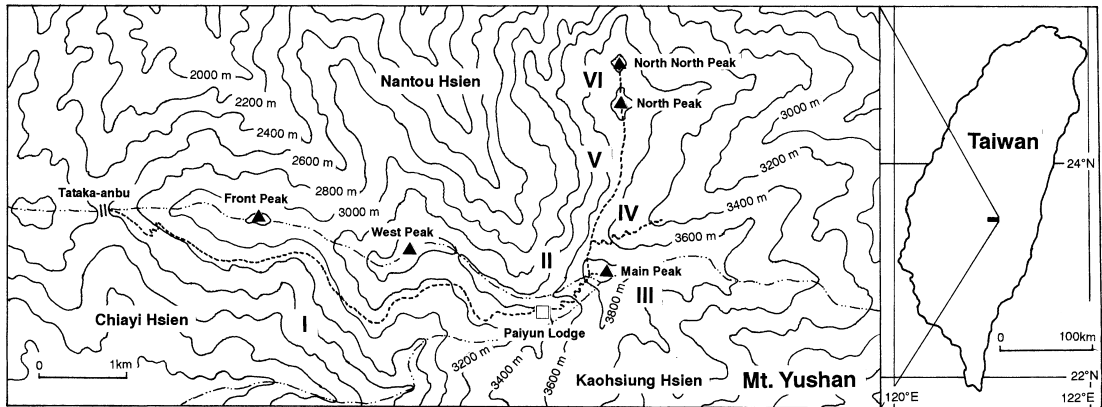 2000 m
2200 m
2400 m
2600 m
2800 m
3000 m
Nantou Hsien
VI
North North Peak
North Peak
3000 m
V
3200 m
Tataka-anbu
Front Peak
IV
3400 m
West Peak
3600 m
II
Main Peak
III
3800 m
Chiayi Hsien
I
Paiyun Lodge
3200 m
3400 m
3600 m
0 1km
Kaohsiung Hsien
Mt. Yushan
Taiwan
24°N
0 100km
22°N
120°E
122°E